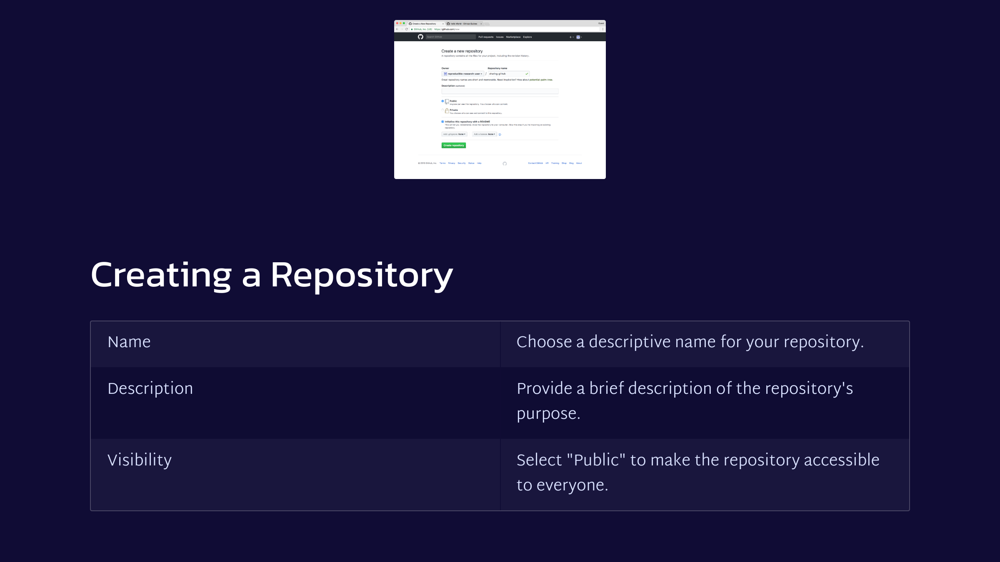 Create a New Repository
Hello World · GitHub Guides
Guest
GitHub, Inc. [US]
https://github.com/new
Search GitHub
Pull requests Issues Marketplace Explore
Create a new repository
A repository contains all the files for your project, including the revision history.
Owner
Repository name
reproducible-research-user
/
sharing-github
Great repository names are short and memorable. Need inspiration? How about potential-palm-tree.
Description (optional)
Public
Anyone can see this repository. You choose who can commit.
Private
You choose who can see and commit to this repository.
Initialize this repository with a README
This will let you immediately clone the repository to your computer. Skip this step if you're importing an existing
repository.
Add .gitignore: None
Add a license: None
Create repository
GitHub, Inc. Terms Privacy Security Status Help
Contact GitHub API Training Shop Blog About
Creating a Repository
Name
Choose a descriptive name for your repository.
Description
Provide a brief description of the repository's
purpose.
Visibility
Select "Public" to make the repository accessible
to everyone.